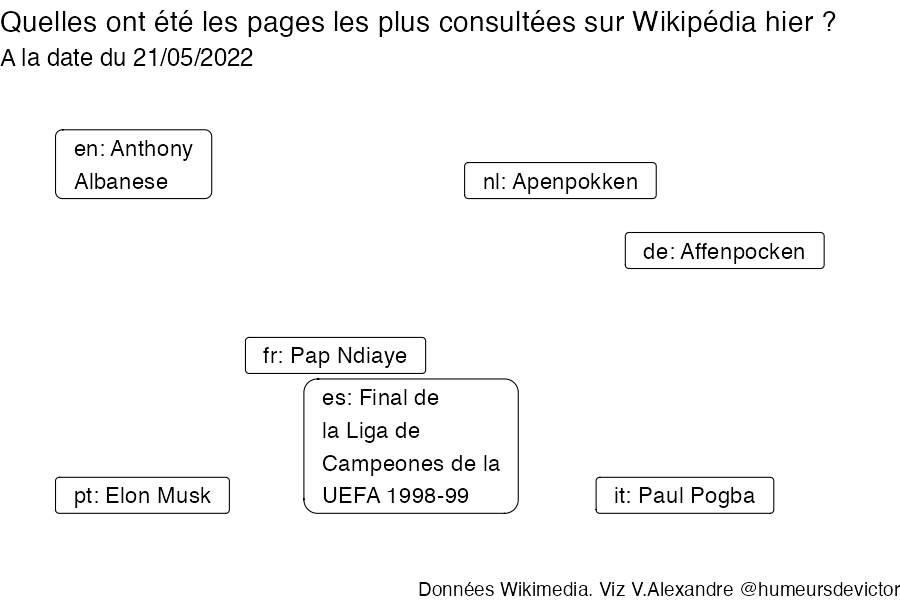 Quelles ont été les pages les plus consultées sur Wikipédia hier ?
A la date du 21/05/2022
en: Anthony
Albanese
nl: Apenpokken
de: Affenpocken
fr: Pap Ndiaye
es: Final de
la Liga de
Campeones de la
UEFA 1998-99
pt: Elon Musk
it: Paul Pogba
Données Wikimedia. Viz V.Alexandre @humeursdevictor